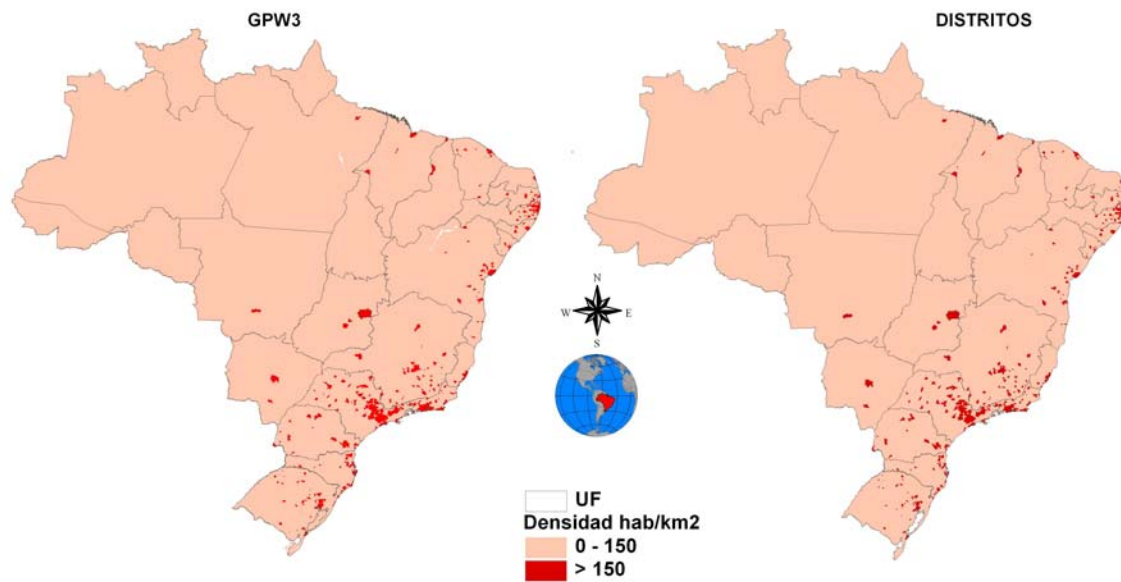 GPW3
DISTRITOS
N
W
E
S
UF
Densidad hab/km2
0 - 150
> 150